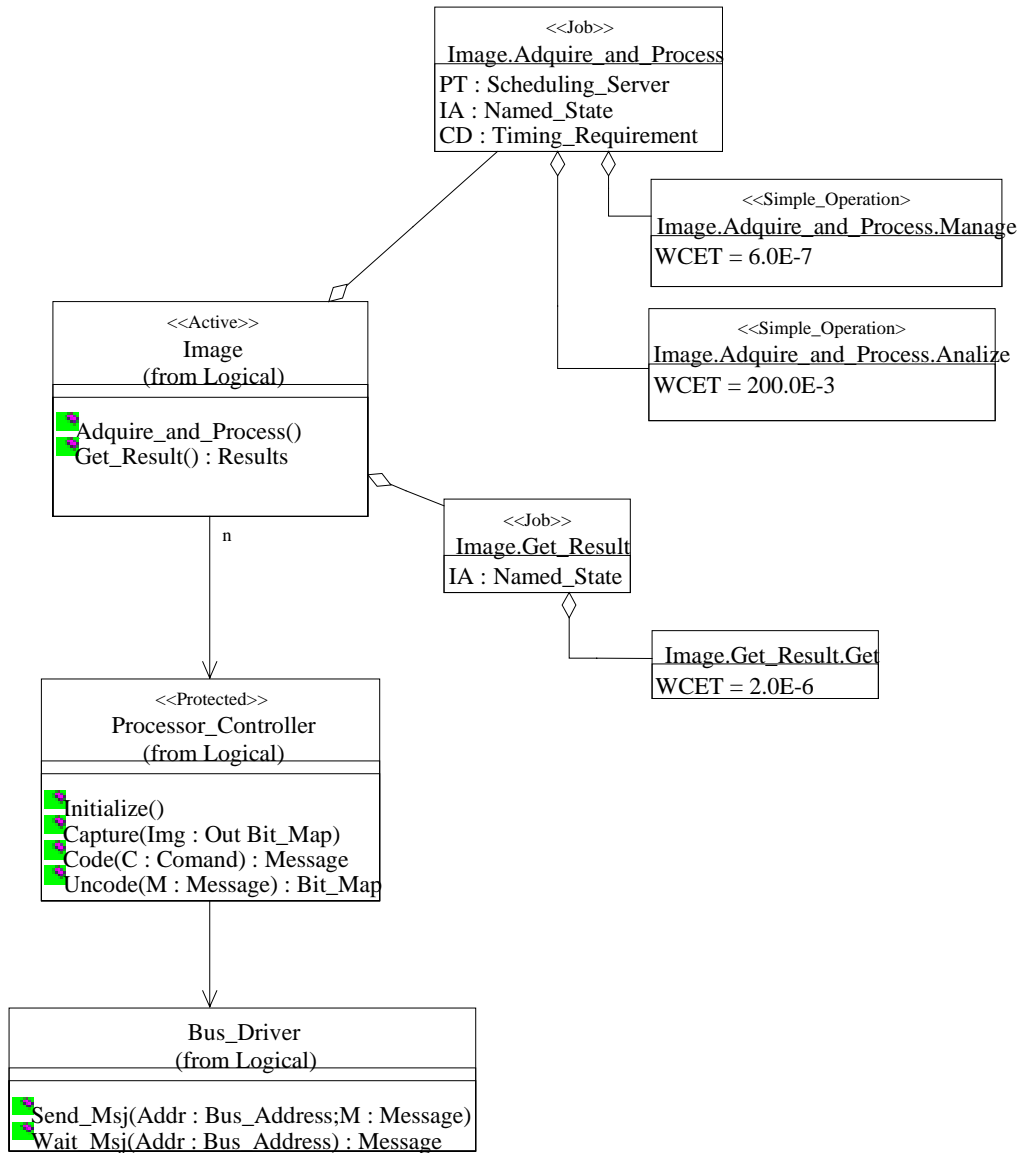 <<Job>>
Image.Adquire_and_Process
PT : Scheduling_Server
IA : Named_State
CD : Timing_Requirement
<<Simple_Operation>
Image.Adquire_and_Process.Manage
WCET = 6.0E-7
<<Simple_Operation>
Image.Adquire_and_Process.Analize
WCET = 200.0E-3
<<Active>>
Image
(from Logical)
Adquire_and_Process()
Get_Result() : Results
n
<<Job>>
Image.Get_Result
IA : Named_State
Image.Get_Result.Get
WCET = 2.0E-6
<<Protected>>
Processor_Controller
(from Logical)
Initialize()
Capture(Img : Out Bit_Map)
Code(C : Comand) : Message
Uncode(M : Message) : Bit_Map
Bus_Driver
(from Logical)
Send_Msj(Addr : Bus_Address;M : Message)
Wait_Msj(Addr : Bus_Address) : Message